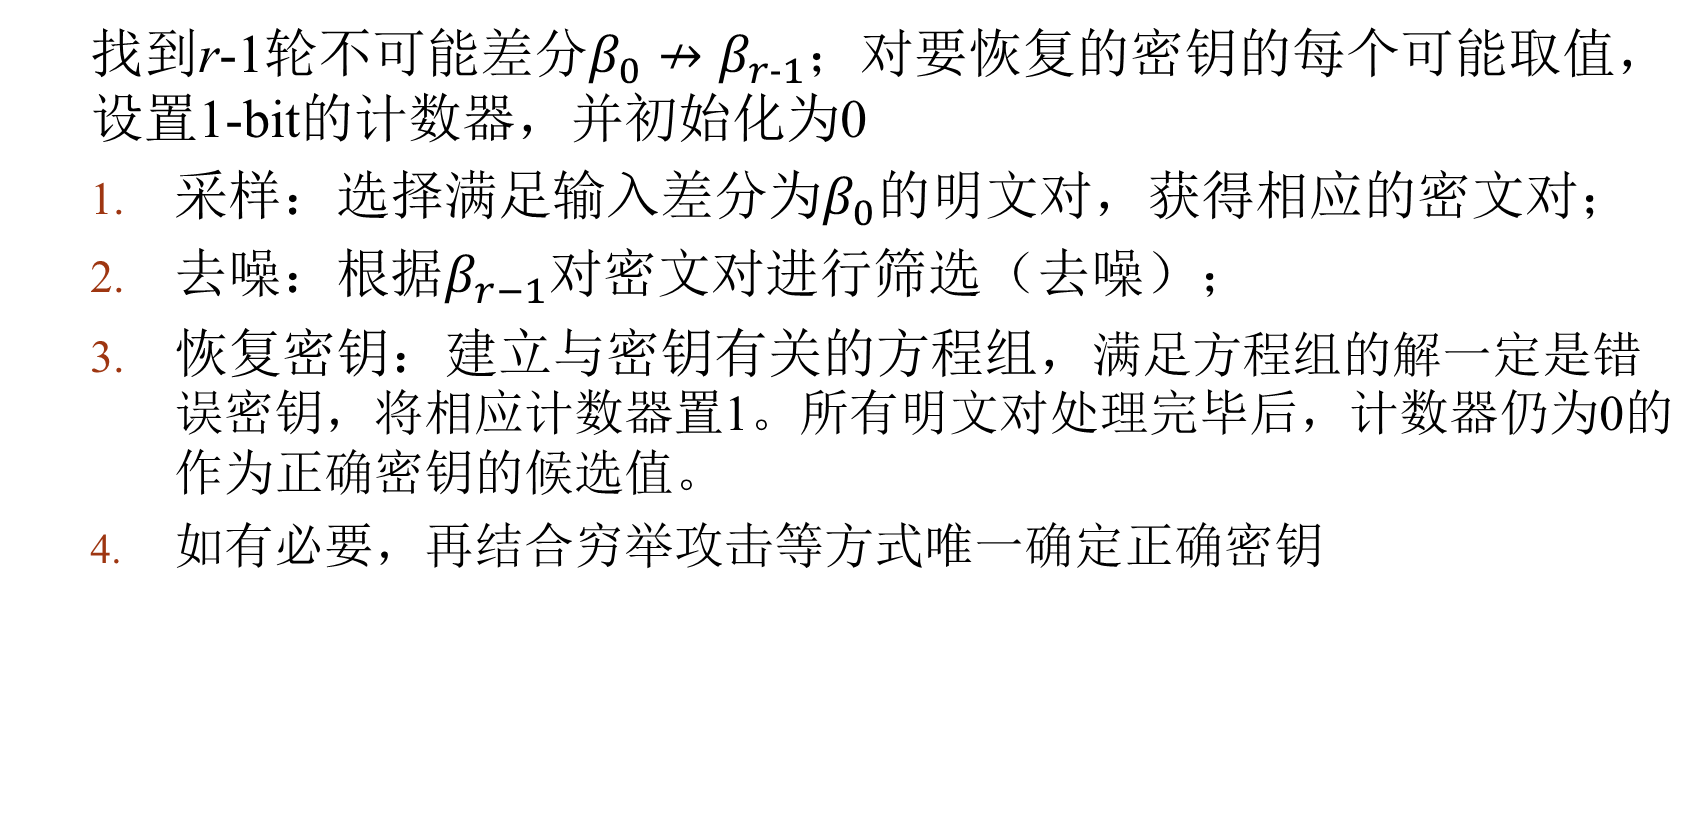 找到r-1轮不可能差分β₀ ↛ βᵣ₋₁；对要恢复的密钥的每个可能取值，
设置1-bit的计数器，并初始化为0
1. 采样：选择满足输入差分为β₀的明文对，获得相应的密文对；
2. 去噪：根据βᵣ₋₁对密文对进行筛选（去噪）；
3. 恢复密钥：建立与密钥有关的方程组，满足方程组的解一定是错
误密钥，将相应计数器置1。所有明文对处理完毕后，计数器仍为0的
作为正确密钥的候选值。
4. 如有必要，再结合穷举攻击等方式唯一确定正确密钥